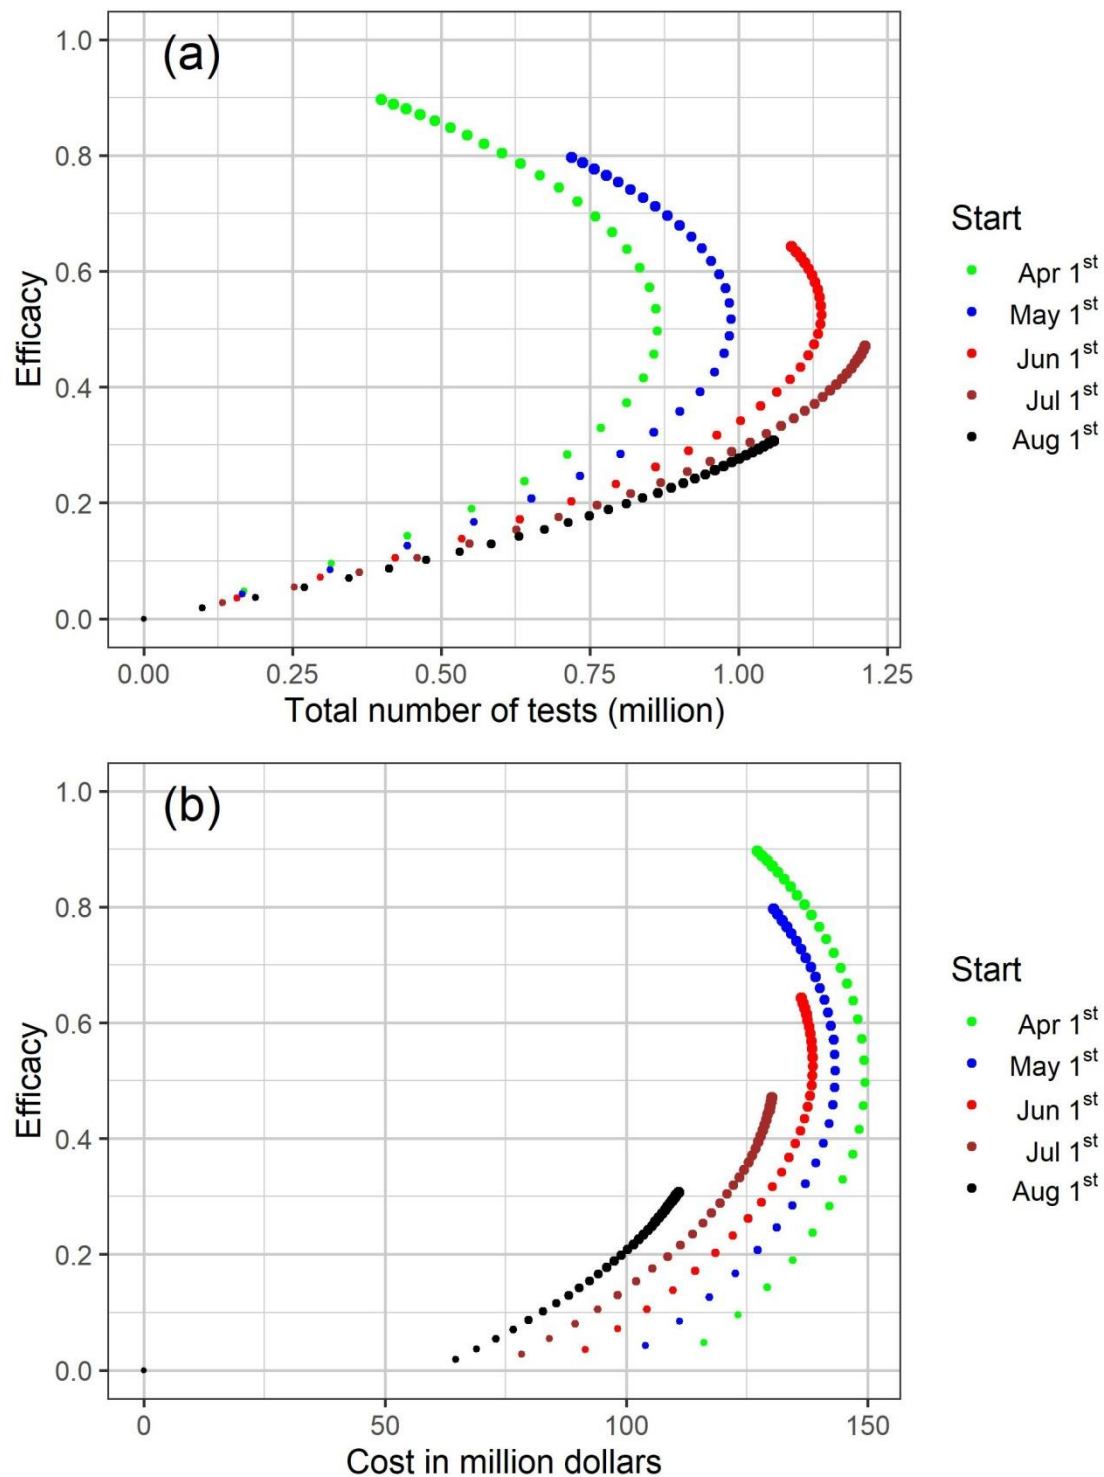 (a)
Efficacy
1.0
0.8
0.6
0.4
0.2
0.0
0.00 0.25 0.50 0.75 1.00 1.25
Total number of tests (million)
Start
Apr 1st
May 1st
Jun 1st
Jul 1st
Aug 1st
(b)
Efficacy
1.0
0.8
0.6
0.4
0.2
0.0
0 50 100 150
Cost in million dollars
Start
Apr 1st
May 1st
Jun 1st
Jul 1st
Aug 1st